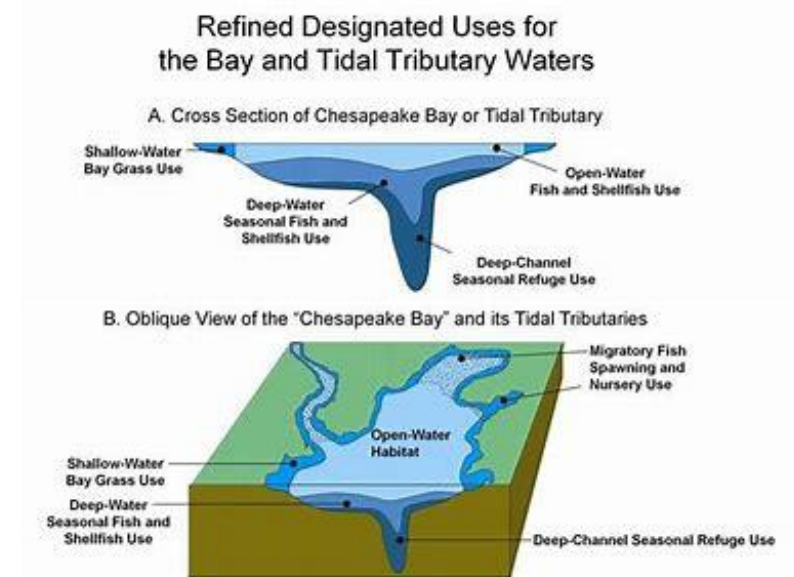 Refined Designated Uses for
the Bay and Tidal Tributary Waters
A. Cross Section of Chesapeake Bay or Tidal Tributary
Shallow-Water
Bay Grass Use
Open-Water
Fish and Shellfish Use
Deep-Water
Seasonal Fish and
Shellfish Use
Deep-Channel
Seasonal Refuge Use
B. Oblique View of the "Chesapeake Bay" and its Tidal Tributaries
Migratory Fish
Spawning and
Nursery Use
Open-Water
Habitat
Shallow-Water
Bay Grass Use
Deep-Water
Seasonal Fish and
Shellfish Use
Deep-Channel Seasonal Refuge Use